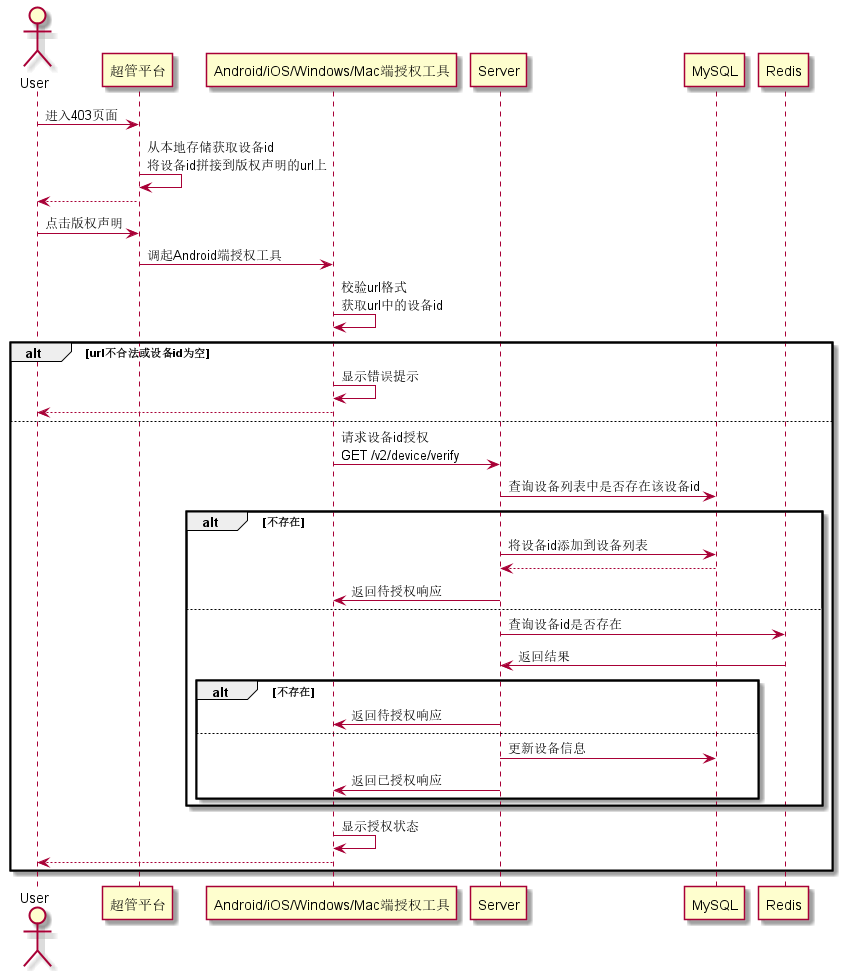 User
超管平台
Android/iOS/Windows/Mac端授权工具
Server
MySQL
Redis
进入403页面
从本地存储获取设备id
将设备id拼接到版权声明的url上
点击版权声明
调起Android端授权工具
校验url格式
获取url中的设备id
alt
[url不合法或设备id为空]
显示错误提示
请求设备id授权
GET /v2/device/verify
查询设备列表中是否存在该设备id
alt
[不存在]
将设备id添加到设备列表
返回待授权响应
查询设备id是否存在
返回结果
alt
[不存在]
返回待授权响应
更新设备信息
返回已授权响应
显示授权状态
User
超管平台
Android/iOS/Windows/Mac端授权工具
Server
MySQL
Redis